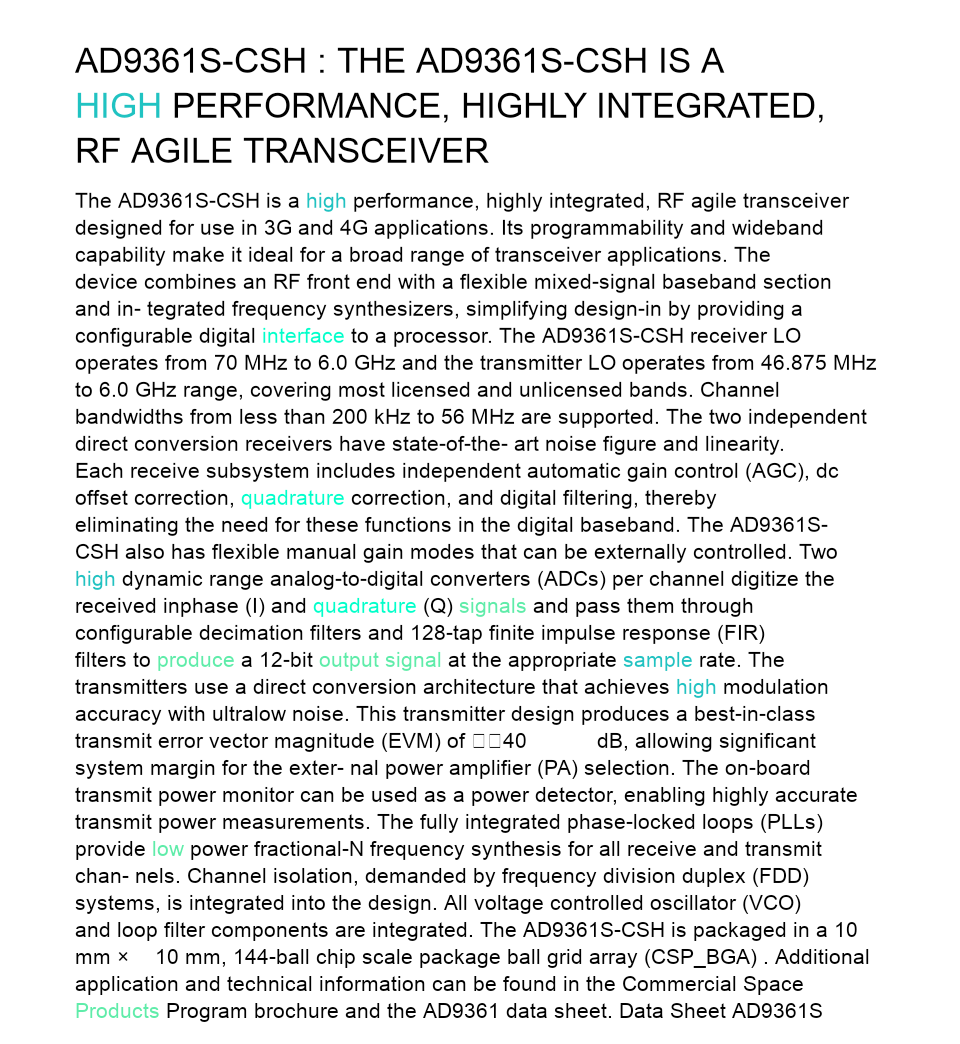 AD9361S-CSH : THE AD9361S-CSH IS A
HIGH PERFORMANCE, HIGHLY INTEGRATED,
RF AGILE TRANSCEIVER
The AD9361S-CSH is a high performance, highly integrated, RF agile transceiver
designed for use in 3G and 4G applications. Its programmability and wideband
capability make it ideal for a broad range of transceiver applications. The
device combines an RF front end with a flexible mixed-signal baseband section
and in- tegrated frequency synthesizers, simplifying design-in by providing a
configurable digital interface to a processor. The AD9361S-CSH receiver LO
operates from 70 MHz to 6.0 GHz and the transmitter LO operates from 46.875 MHz
to 6.0 GHz range, covering most licensed and unlicensed bands. Channel
bandwidths from less than 200 kHz to 56 MHz are supported. The two independent
direct conversion receivers have state-of-the- art noise figure and linearity.
Each receive subsystem includes independent automatic gain control (AGC), dc
offset correction, quadrature correction, and digital filtering, thereby
eliminating the need for these functions in the digital baseband. The AD9361S-
CSH also has flexible manual gain modes that can be externally controlled. Two
high dynamic range analog-to-digital converters (ADCs) per channel digitize the
received inphase (I) and quadrature (Q) signals and pass them through
configurable decimation filters and 128-tap finite impulse response (FIR)
filters to produce a 12-bit output signal at the appropriate sample rate. The
transmitters use a direct conversion architecture that achieves high modulation
accuracy with ultralow noise. This transmitter design produces a best-in-class
transmit error vector magnitude (EVM) of □□40 dB, allowing significant
system margin for the exter- nal power amplifier (PA) selection. The on-board
transmit power monitor can be used as a power detector, enabling highly accurate
transmit power measurements. The fully integrated phase-locked loops (PLLs)
provide low power fractional-N frequency synthesis for all receive and transmit
chan- nels. Channel isolation, demanded by frequency division duplex (FDD)
systems, is integrated into the design. All voltage controlled oscillator (VCO)
and loop filter components are integrated. The AD9361S-CSH is packaged in a 10
mm × 10 mm, 144-ball chip scale package ball grid array (CSP_BGA) . Additional
application and technical information can be found in the Commercial Space
Products Program brochure and the AD9361 data sheet. Data Sheet AD9361S